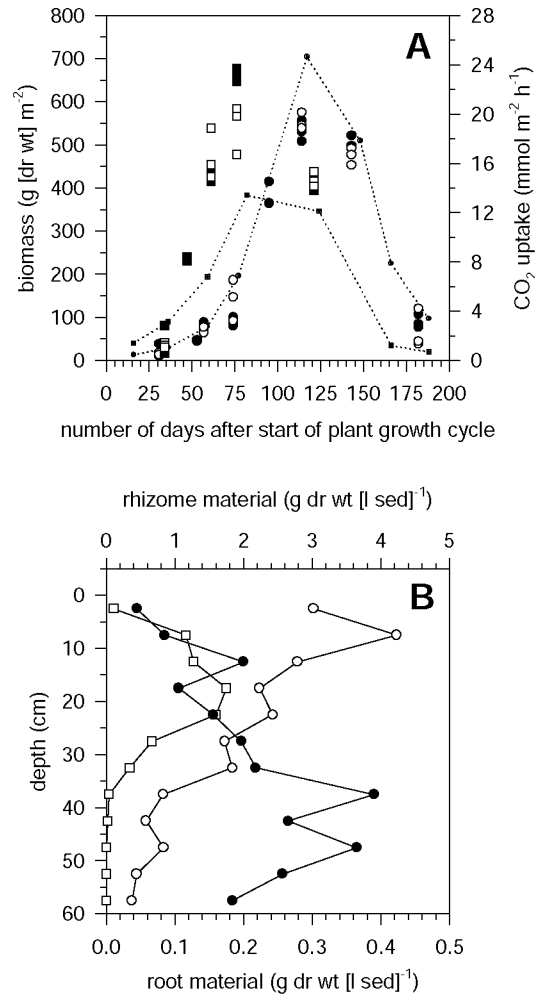 A
biomass (g [dr wt] m⁻²)
800
700
600
500
400
300
200
100
0
28
24
20
16
12
8
4
0
CO₂ uptake (mmol m⁻² h⁻¹)
0 25 50 75 100 125 150 175 200
number of days after start of plant growth cycle
rhizome material (g dr wt [l sed]⁻¹)
0 1 2 3 4 5
B
depth (cm)
0
10
20
30
40
50
60
0.0 0.1 0.2 0.3 0.4 0.5
root material (g dr wt [l sed]⁻¹)